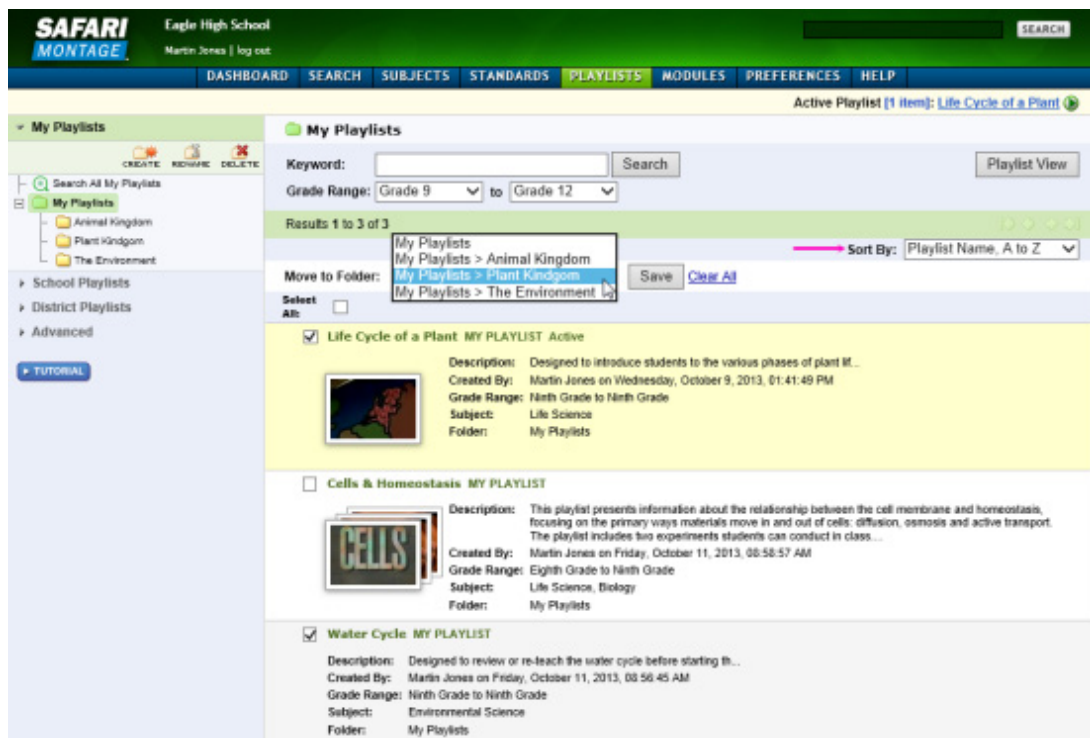 SAFARI
MONTAGE
Eagle High School
Martin Jones | log out
SEARCH
DASHBOARD SEARCH SUBJECTS STANDARDS PLAYLISTS MODULES PREFERENCES HELP
Active Playlist [1 item]: Life Cycle of a Plant
My Playlists
CREATE RENAME DELETE
Search All My Playlists
My Playlists
Animal Kingdom
Plant Kindgom
The Environment
School Playlists
District Playlists
Advanced
TUTORIAL
My Playlists
Keyword: Search Playlist View
Grade Range: Grade 9 to Grade 12
Results 1 to 3 of 3
Sort By: Playlist Name, A to Z
My Playlists
My Playlists > Animal Kingdom
My Playlists > Plant Kindgom
My Playlists > The Environment
Move to Folder: Save Clear All
Select
All:
Life Cycle of a Plant MY PLAYLIST Active
Description: Designed to introduce students to the various phases of plant lif...
Created By: Martin Jones on Wednesday, October 9, 2013, 01:41:49 PM
Grade Range: Ninth Grade to Ninth Grade
Subject: Life Science
Folder: My Playlists
Cells & Homeostasis MY PLAYLIST
CELLS
Description: This playlist presents information about the relationship between the cell membrane and homeostasis,
focusing on the primary ways materials move in and out of cells: diffusion, osmosis and active transport.
The playlist includes two experiments students can conduct in class...
Created By: Martin Jones on Friday, October 11, 2013, 08:58:57 AM
Grade Range: Eighth Grade to Ninth Grade
Subject: Life Science, Biology
Folder: My Playlists
Water Cycle MY PLAYLIST
Description: Designed to review or re-teach the water cycle before starting th...
Created By: Martin Jones on Friday, October 11, 2013, 08:56:45 AM
Grade Range: Ninth Grade to Ninth Grade
Subject: Environmental Science
Folder: My Playlists